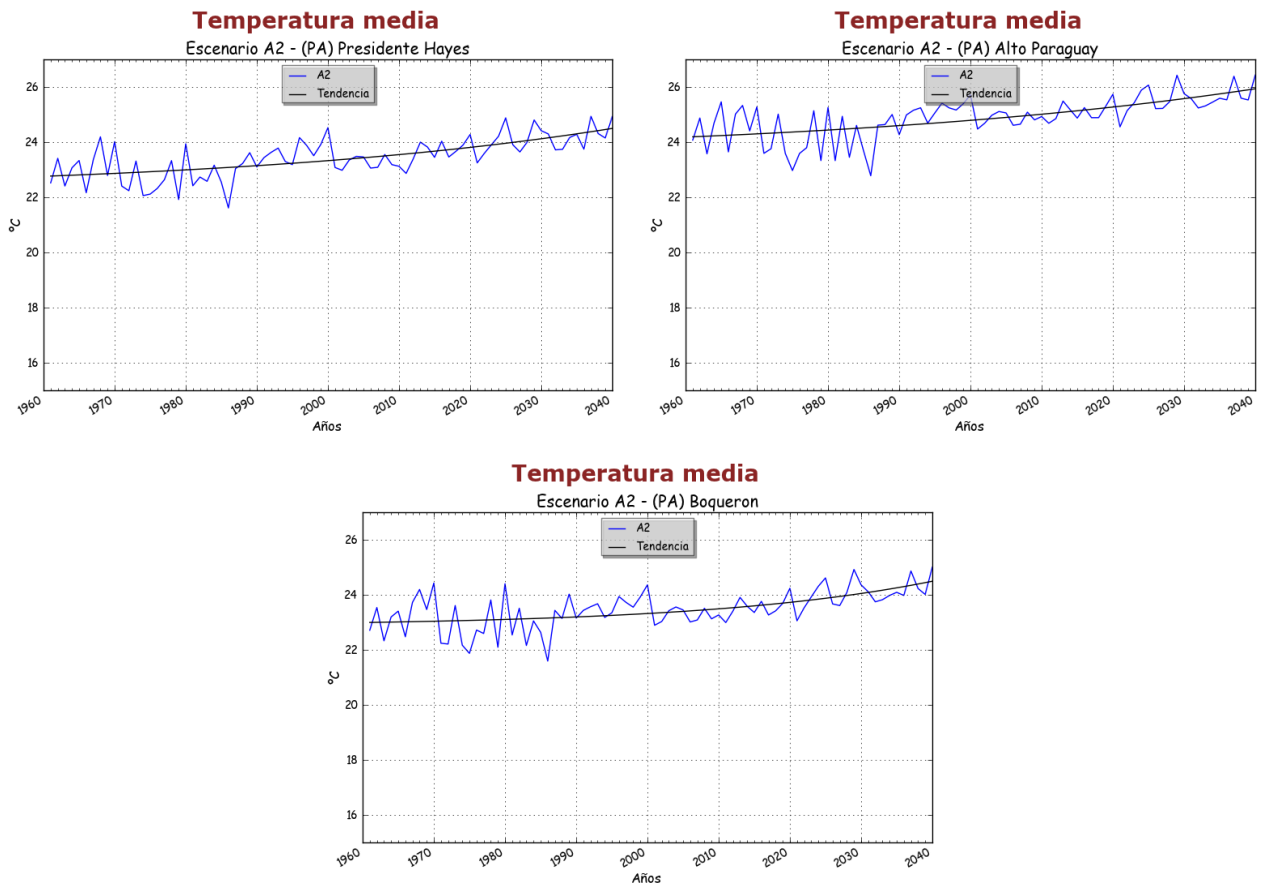 Temperatura media
Escenario A2 - (PA) Presidente Hayes
A2
Tendencia
26
24
22
20
18
16
°C
1960
1970
1980
1990
2000
2010
2020
2030
2040
Años
Temperatura media
Escenario A2 - (PA) Alto Paraguay
A2
Tendencia
26
24
22
20
18
16
°C
1960
1970
1980
1990
2000
2010
2020
2030
2040
Años
Temperatura media
Escenario A2 - (PA) Boqueron
A2
Tendencia
26
24
22
20
18
16
°C
1960
1970
1980
1990
2000
2010
2020
2030
2040
Años